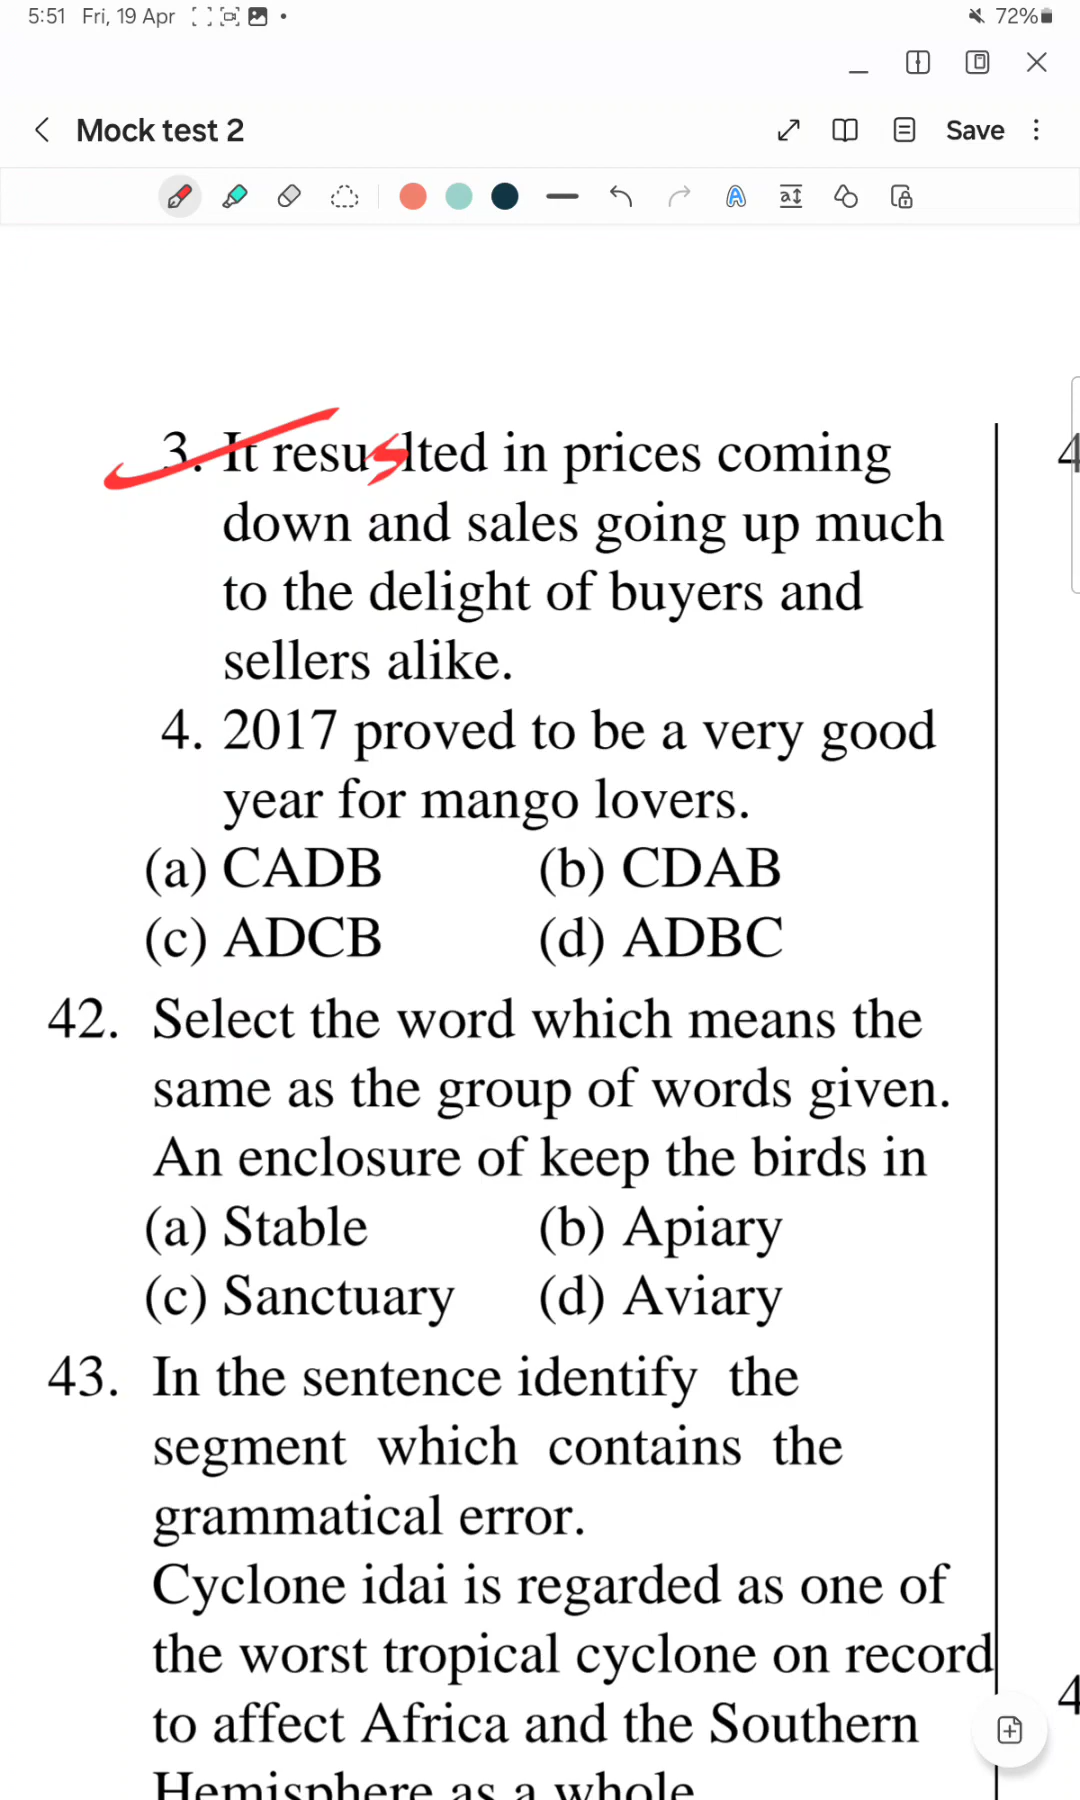 5:51 Fri, 19 Apr
72%
Mock test 2
Save
3. It resulted in prices coming
down and sales going up much
to the delight of buyers and
sellers alike.
4. 2017 proved to be a very good
year for mango lovers.
(a) CADB (b) CDAB
(c) ADCB (d) ADBC
42. Select the word which means the
same as the group of words given.
An enclosure of keep the birds in
(a) Stable (b) Apiary
(c) Sanctuary (d) Aviary
43. In the sentence identify the
segment which contains the
grammatical error.
Cyclone idai is regarded as one of
the worst tropical cyclone on record
to affect Africa and the Southern
Hemisphere as a whole